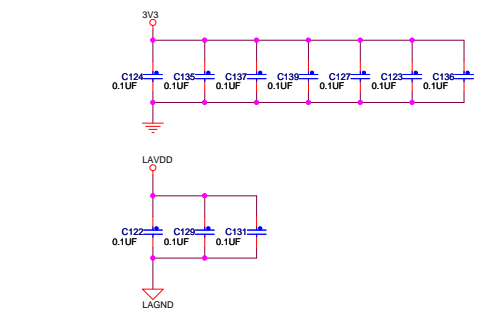 3V3
C124 C135 C137 C139 C127 C123 C136
0.1UF 0.1UF 0.1UF 0.1UF 0.1UF 0.1UF 0.1UF
LAVDD
C122 C129 C131
0.1UF 0.1UF 0.1UF
LAGND